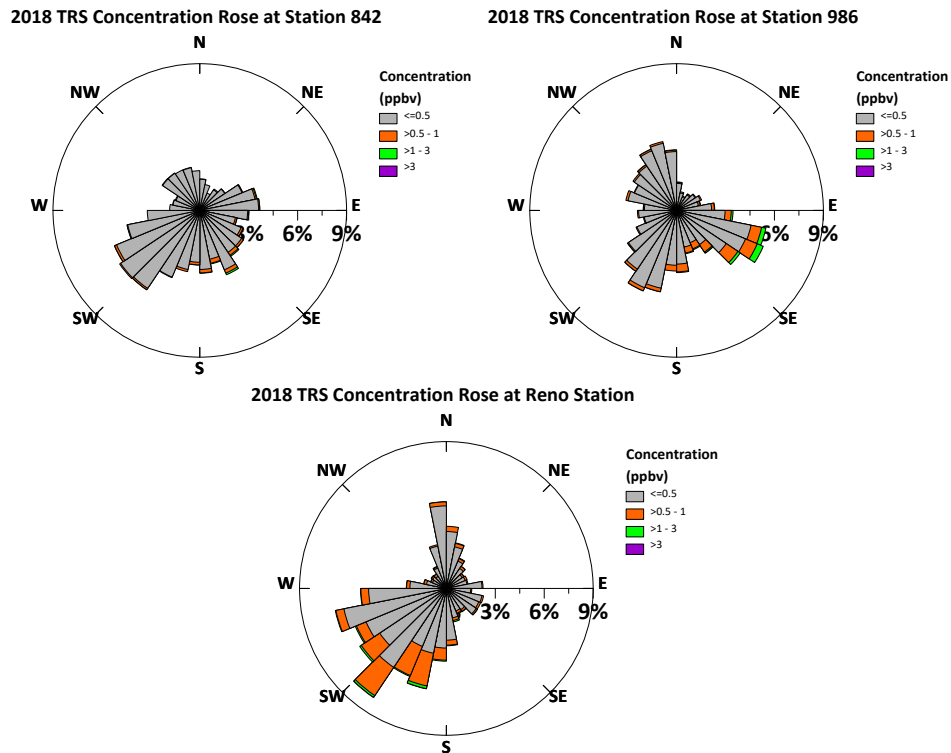 2018 TRS Concentration Rose at Station 842
N
NE
E
SE
S
SW
W
NW
3%
6%
9%
Concentration
(ppbv)
<=0.5
>0.5 - 1
>1 - 3
>3
2018 TRS Concentration Rose at Station 986
N
NE
E
SE
S
SW
W
NW
6%
9%
Concentration
(ppbv)
<=0.5
>0.5 - 1
>1 - 3
>3
2018 TRS Concentration Rose at Reno Station
N
NE
E
SE
S
SW
W
NW
3%
6%
9%
Concentration
(ppbv)
<=0.5
>0.5 - 1
>1 - 3
>3